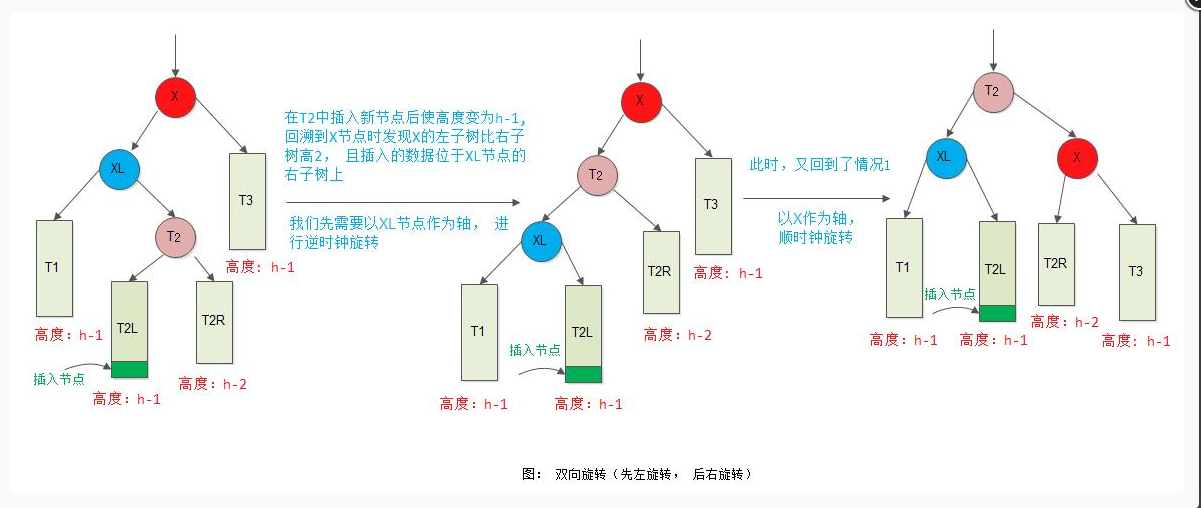 X
XL
T3
T2
T1
高度: h-1
T2L
T2R
高度: h-1
插入节点
高度: h-2
高度: h-1
在T2中插入新节点后使高度变为h-1,
回溯到X节点时发现X的左子树比右子
树高2， 且插入的数据位于XL节点的
右子树上
我们先需要以XL节点作为轴， 进
行逆时钟旋转
X
T2
T3
XL
T2R
高度: h-1
T1
T2L
高度: h-2
插入节点
高度: h-1
高度: h-1
此时，又回到了情况1
以X作为轴，
顺时钟旋转
T2
XL
X
T1
T2L
T2R
T3
插入节点
高度: h-2
高度: h-1
高度: h-1
高度: h-1
图： 双向旋转（先左旋转， 后右旋转）